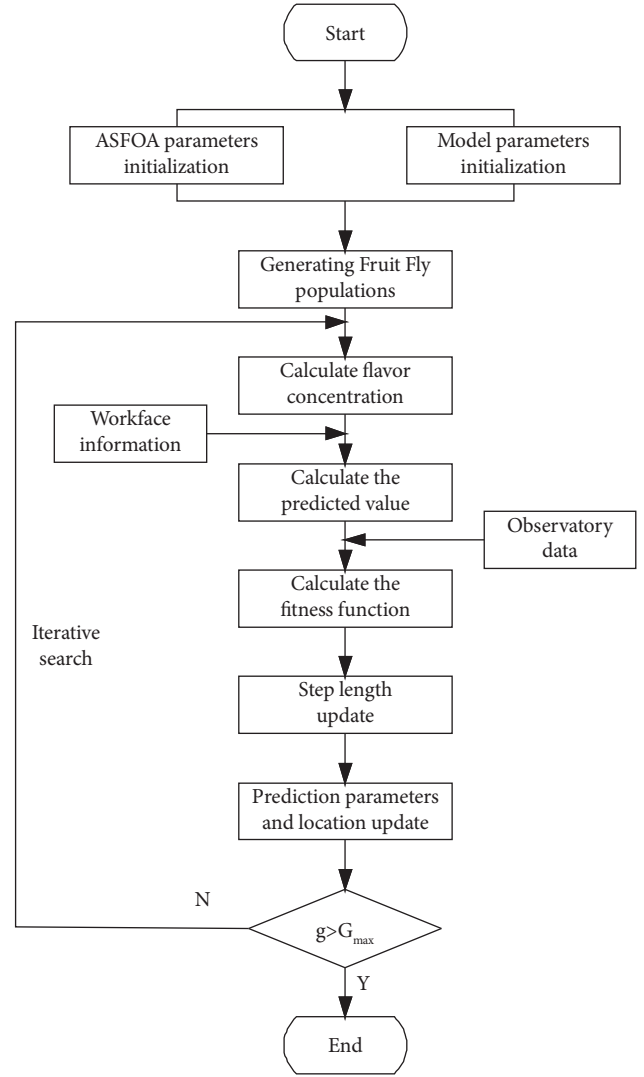 Start
ASFOA parameters
initialization
Model parameters
initialization
Generating Fruit Fly
populations
Calculate flavor
concentration
Workface
information
Calculate the
predicted value
Observatory
data
Calculate the
fitness function
Iterative
search
Step length
update
Prediction parameters
and location update
N
g>Gmax
Y
End